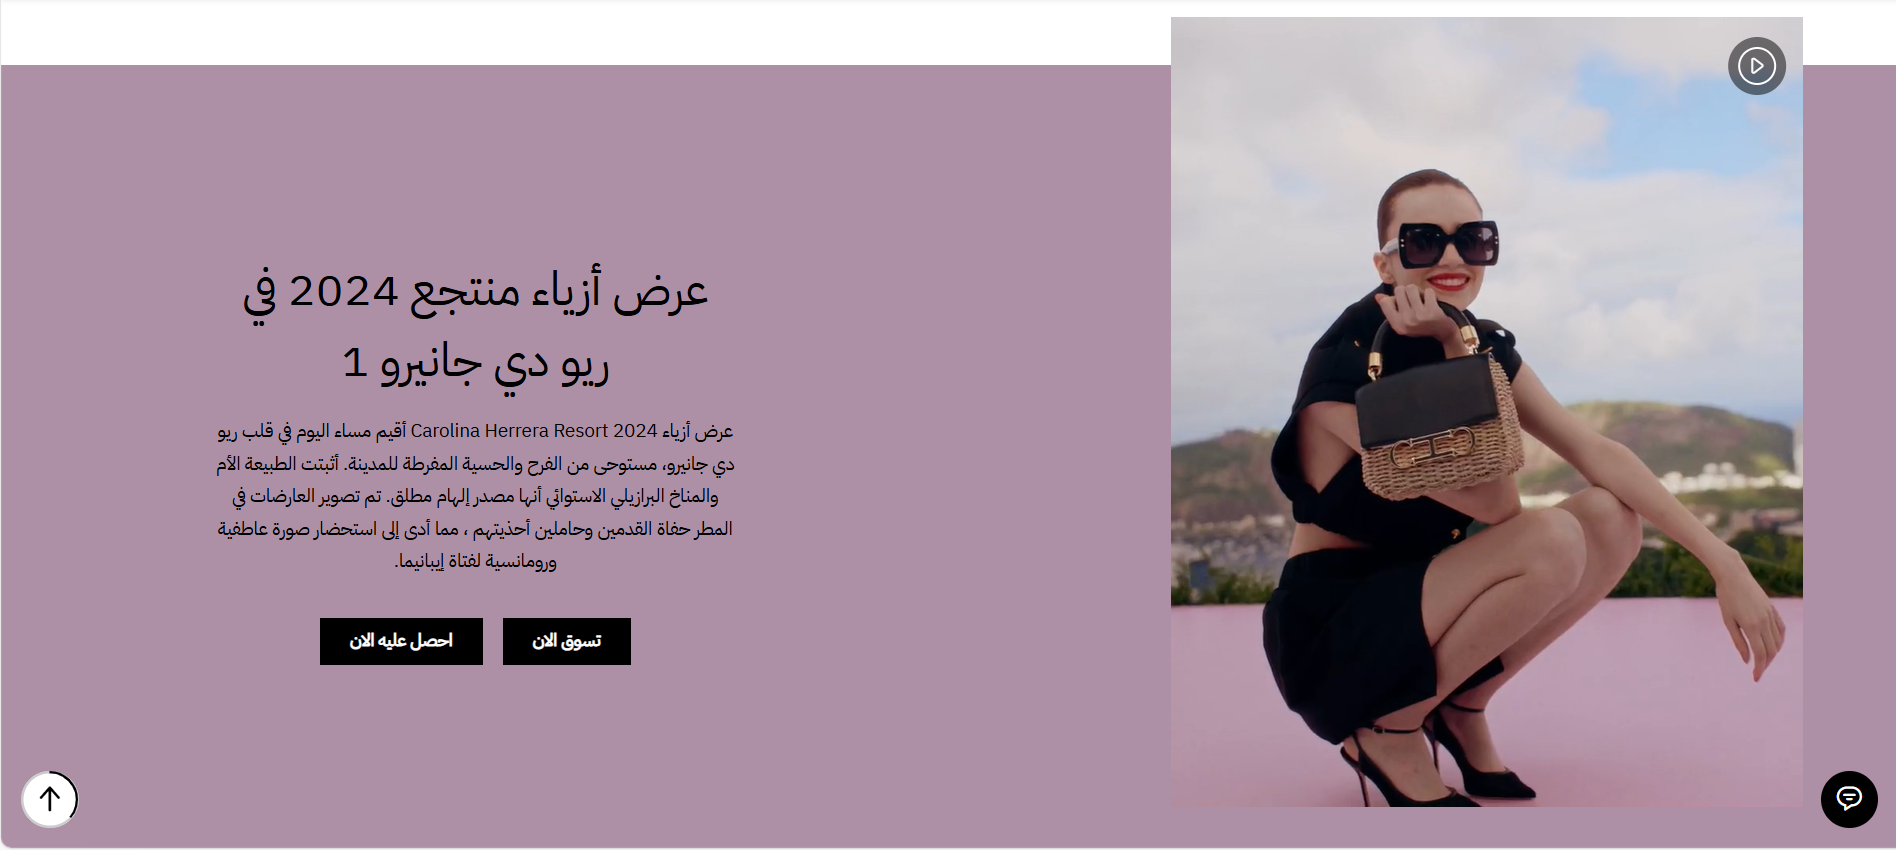 عرض أزياء منتجع 2024 في
ريو دي جانيرو 1
عرض أزياء Carolina Herrera Resort 2024 أقيم مساء اليوم في قلب ريو
دي جانيرو، مستوحى من الفرح والحسية المفرطة للمدينة. أثبتت الطبيعة الأم
والمناخ البرازيلي الاستوائي أنها مصدر إلهام مطلق. تم تصوير العارضات في
المطر حفاة القدمين وحاملين أحذيتهم ، مما أدى إلى استحضار صورة عاطفية
ورومانسية لفتاة إيبانيما.
تسوق الان
احصل عليه الان